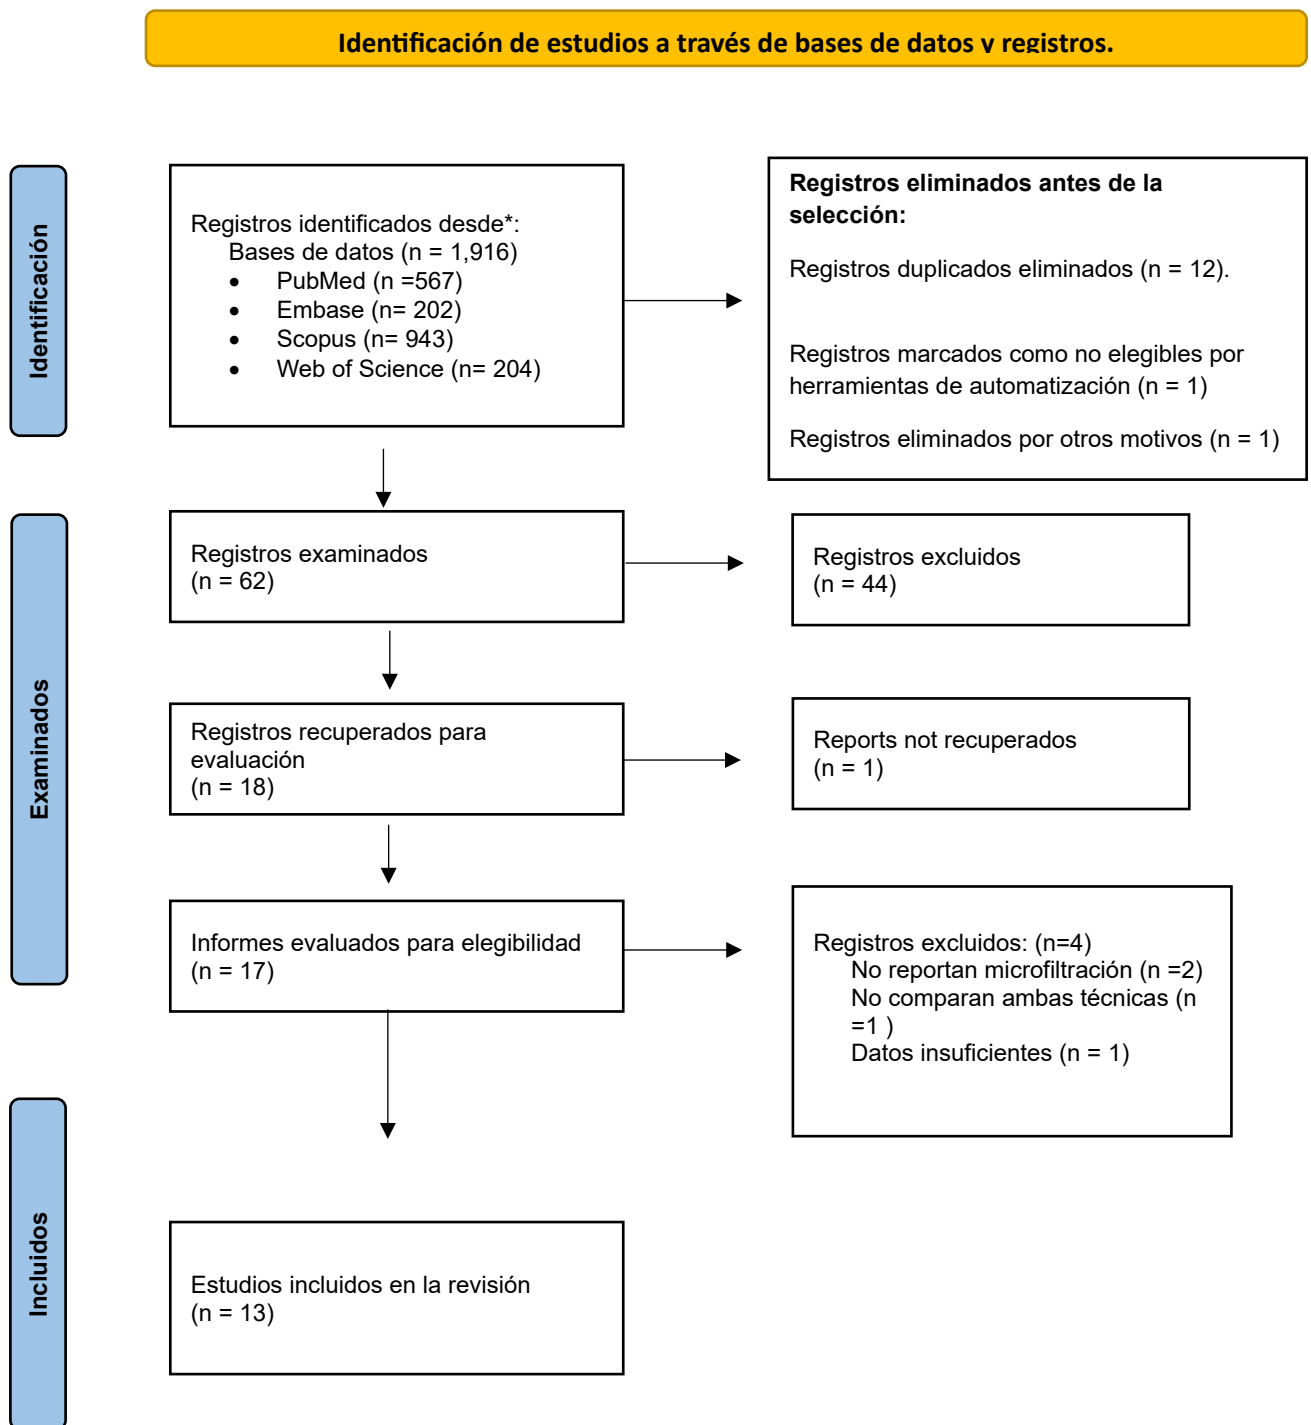 Identificación de estudios a través de bases de datos y registros.
Identificación
Registros identificados desde*:
Bases de datos (n = 1,916)
• PubMed (n =567)
• Embase (n= 202)
• Scopus (n= 943)
• Web of Science (n= 204)
Registros eliminados antes de la
selección:
Registros duplicados eliminados (n = 12).
Registros marcados como no elegibles por
herramientas de automatización (n = 1)
Registros eliminados por otros motivos (n = 1)
Examinados
Registros examinados
(n = 62)
Registros excluidos
(n = 44)
Registros recuperados para
evaluación
(n = 18)
Reports not recuperados
(n = 1)
Informes evaluados para elegibilidad
(n = 17)
Registros excluidos: (n=4)
No reportan microfiltración (n =2)
No comparan ambas técnicas (n
=1 )
Datos insuficientes (n = 1)
Incluidos
Estudios incluidos en la revisión
(n = 13)